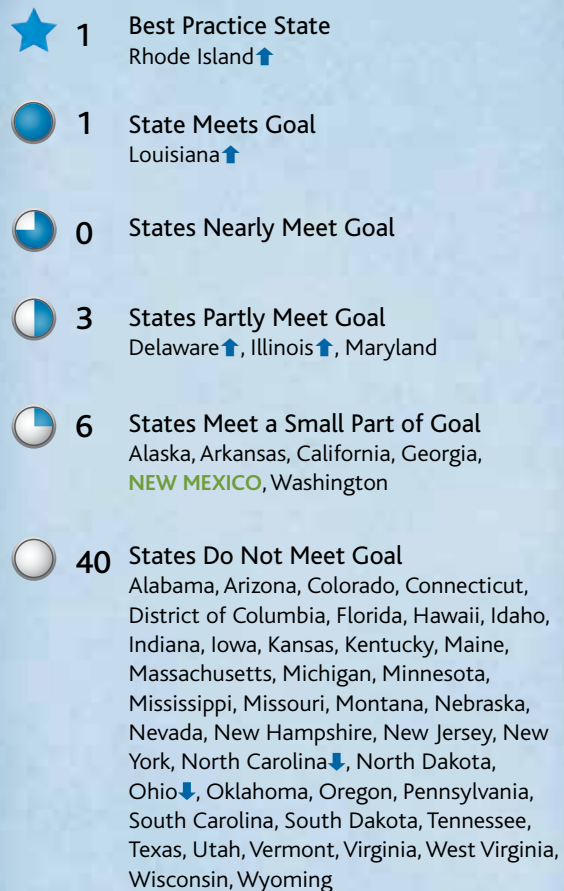 1 Best Practice State
Rhode Island⬆
1 State Meets Goal
Louisiana⬆
0 States Nearly Meet Goal
3 States Partly Meet Goal
Delaware⬆, Illinois⬆, Maryland
6 States Meet a Small Part of Goal
Alaska, Arkansas, California, Georgia,
NEW MEXICO, Washington
40 States Do Not Meet Goal
Alabama, Arizona, Colorado, Connecticut,
District of Columbia, Florida, Hawaii, Idaho,
Indiana, Iowa, Kansas, Kentucky, Maine,
Massachusetts, Michigan, Minnesota,
Mississippi, Missouri, Montana, Nebraska,
Nevada, New Hampshire, New Jersey, New
York, North Carolina⬇, North Dakota,
Ohio⬇, Oklahoma, Oregon, Pennsylvania,
South Carolina, South Dakota, Tennessee,
Texas, Utah, Vermont, Virginia, West Virginia,
Wisconsin, Wyoming